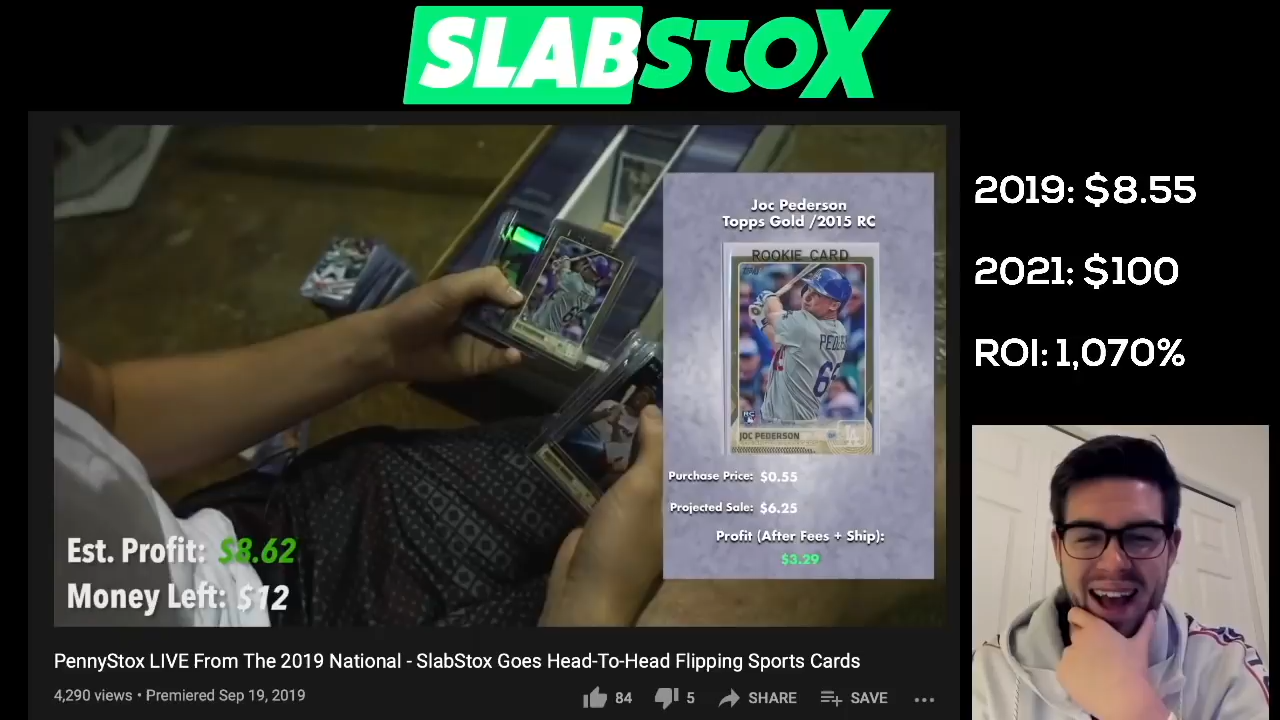 SLABSTOX
2019: $8.55
2021: $100
ROI: 1,070%
Joc Pederson
Topps Gold /2015 RC
ROOKIE CARD
RC
JOC PEDERSON
Purchase Price: $0.55
Projected Sale: $6.25
Profit (After Fees + Ship):
$3.29
Est. Profit: $8.62
Money Left: $12
PennyStox LIVE From The 2019 National - SlabStox Goes Head-To-Head Flipping Sports Cards
4,290 views • Premiered Sep 19, 2019
84
5
SHARE
SAVE